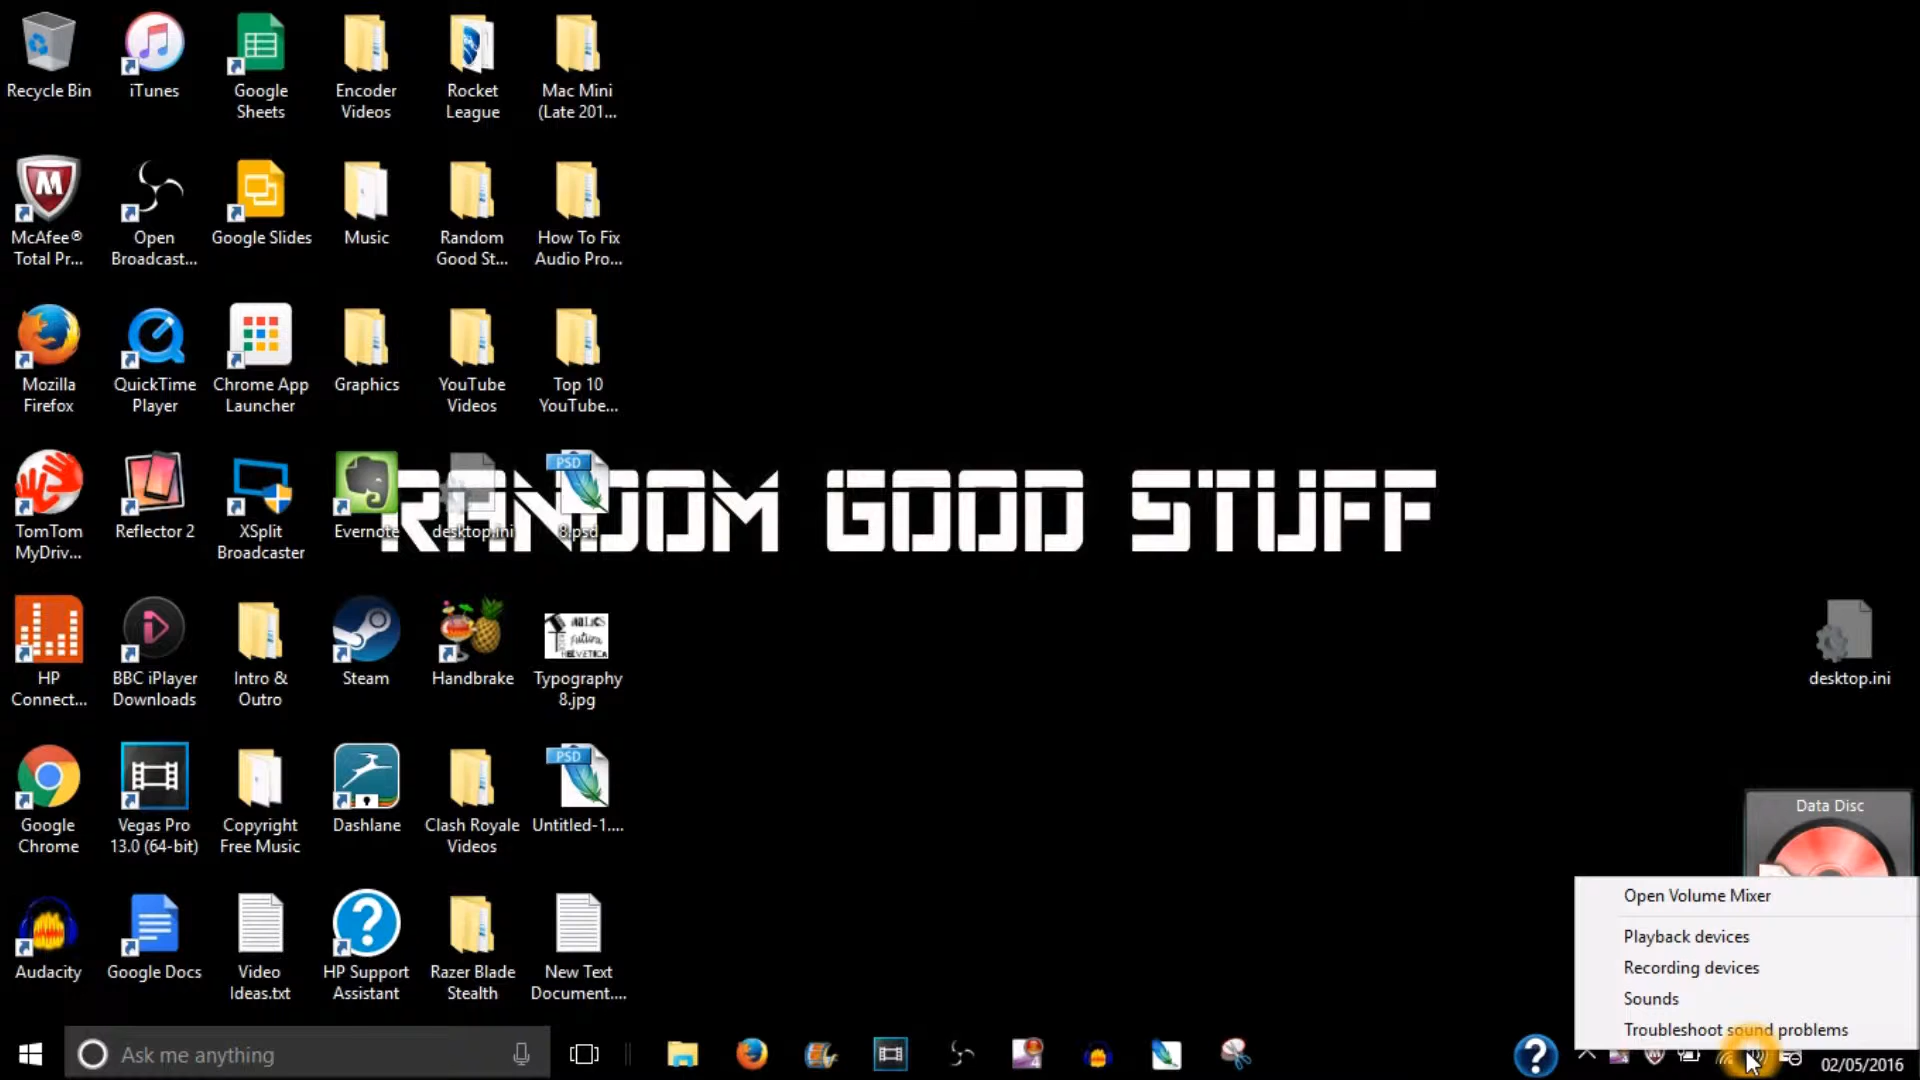 Recycle Bin
iTunes
Google
Sheets
Encoder
Videos
Rocket
League
Mac Mini
(Late 201...
McAfee®
Total Pr...
Open
Broadcast...
Google Slides
Music
Random
Good St...
How To Fix
Audio Pro...
Mozilla
Firefox
QuickTime
Player
Chrome App
Launcher
Graphics
YouTube
Videos
Top 10
YouTube...
RANDOM GOOD STUFF
TomTom
MyDriv...
Reflector 2
XSplit
Broadcaster
Evernote
desktop.ini
PSD
8.psd
HP
Connect...
BBC iPlayer
Downloads
Intro &
Outro
Steam
Handbrake
Typography
8.jpg
desktop.ini
Google
Chrome
Vegas Pro
13.0 (64-bit)
Copyright
Free Music
Dashlane
Clash Royale
Videos
PSD
Untitled-1....
Data Disc
Audacity
Google Docs
Video
Ideas.txt
HP Support
Assistant
Razer Blade
Stealth
New Text
Document....
Open Volume Mixer
Playback devices
Recording devices
Sounds
Troubleshoot sound problems
Ask me anything
02/05/2016